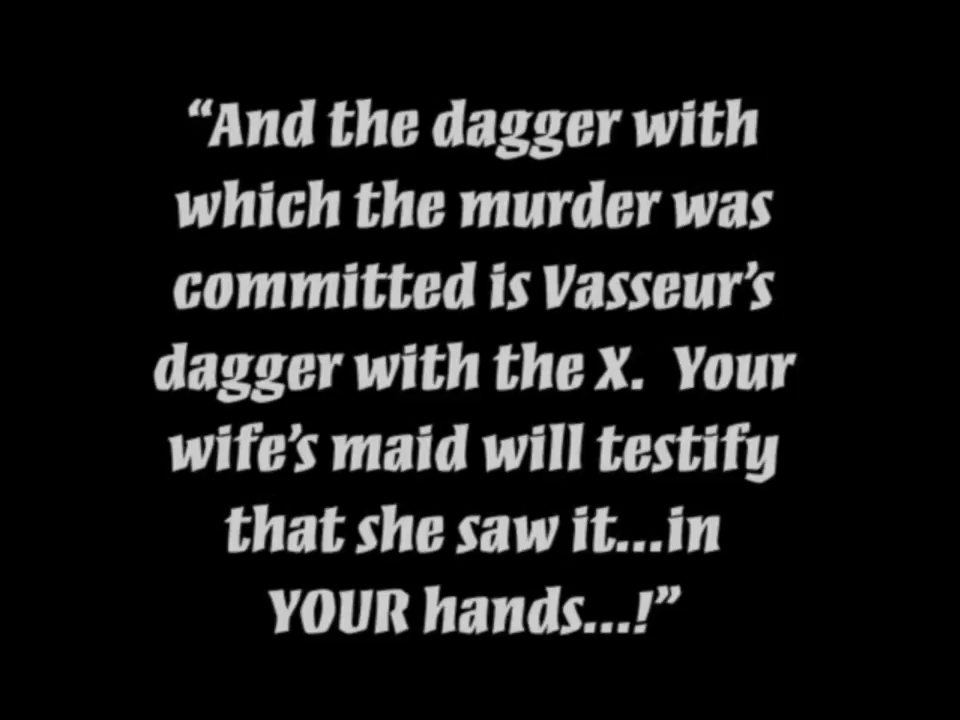 “And the dagger with
which the murder was
committed is Vasseur’s
dagger with the X.  Your
wife’s maid will testify
that she saw it...in
YOUR hands...!”